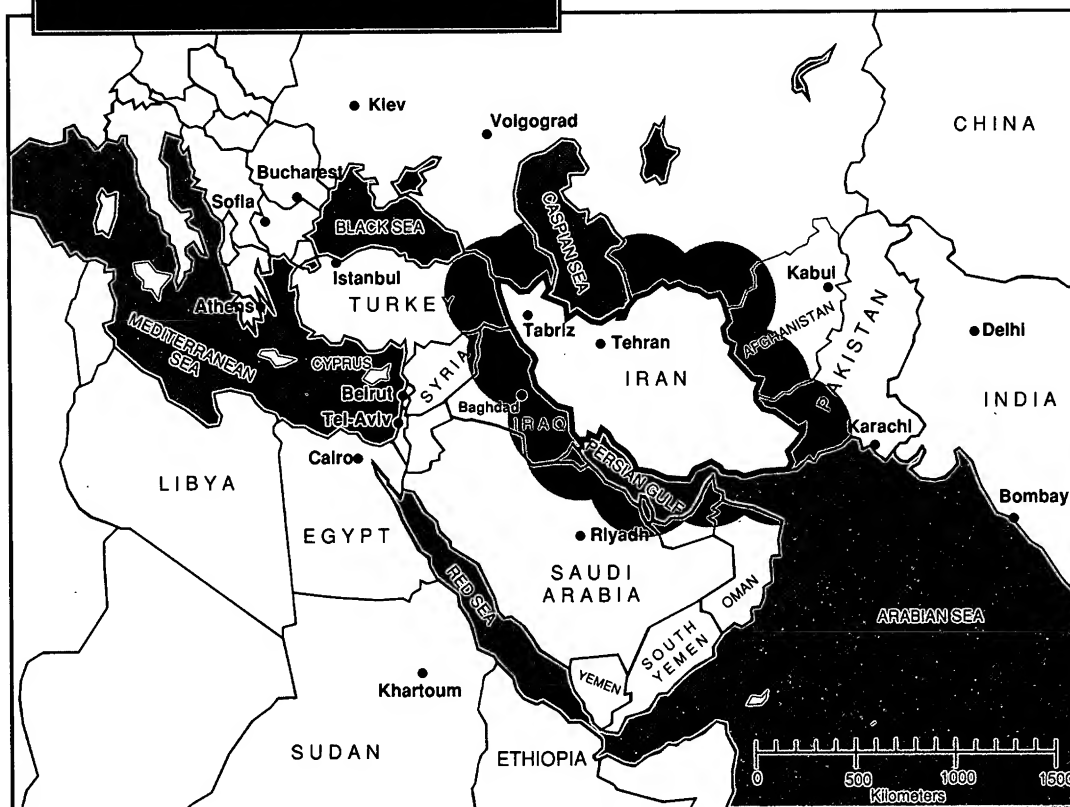 Kiev
Volgograd
CHINA
Bucharest
Sofia
BLACK SEA
CASPIAN SEA
Istanbul
TURKEY
Kabul
Athens
Tabriz
Tehran
AFGHANISTAN
PAKISTAN
Delhi
MEDITERRANEAN
SEA
CYPRUS
SYRIA
IRAN
INDIA
Beirut
Baghdad
IRAQ
Tel-Aviv
Karachi
Cairo
PERSIAN GULF
LIBYA
Bombay
EGYPT
Riyadh
RED SEA
SAUDI
ARABIA
OMAN
ARABIAN SEA
SOUTH
YEMEN
YEMEN
Khartoum
SUDAN
ETHIOPIA
0 500 1000 1500
Kilometers